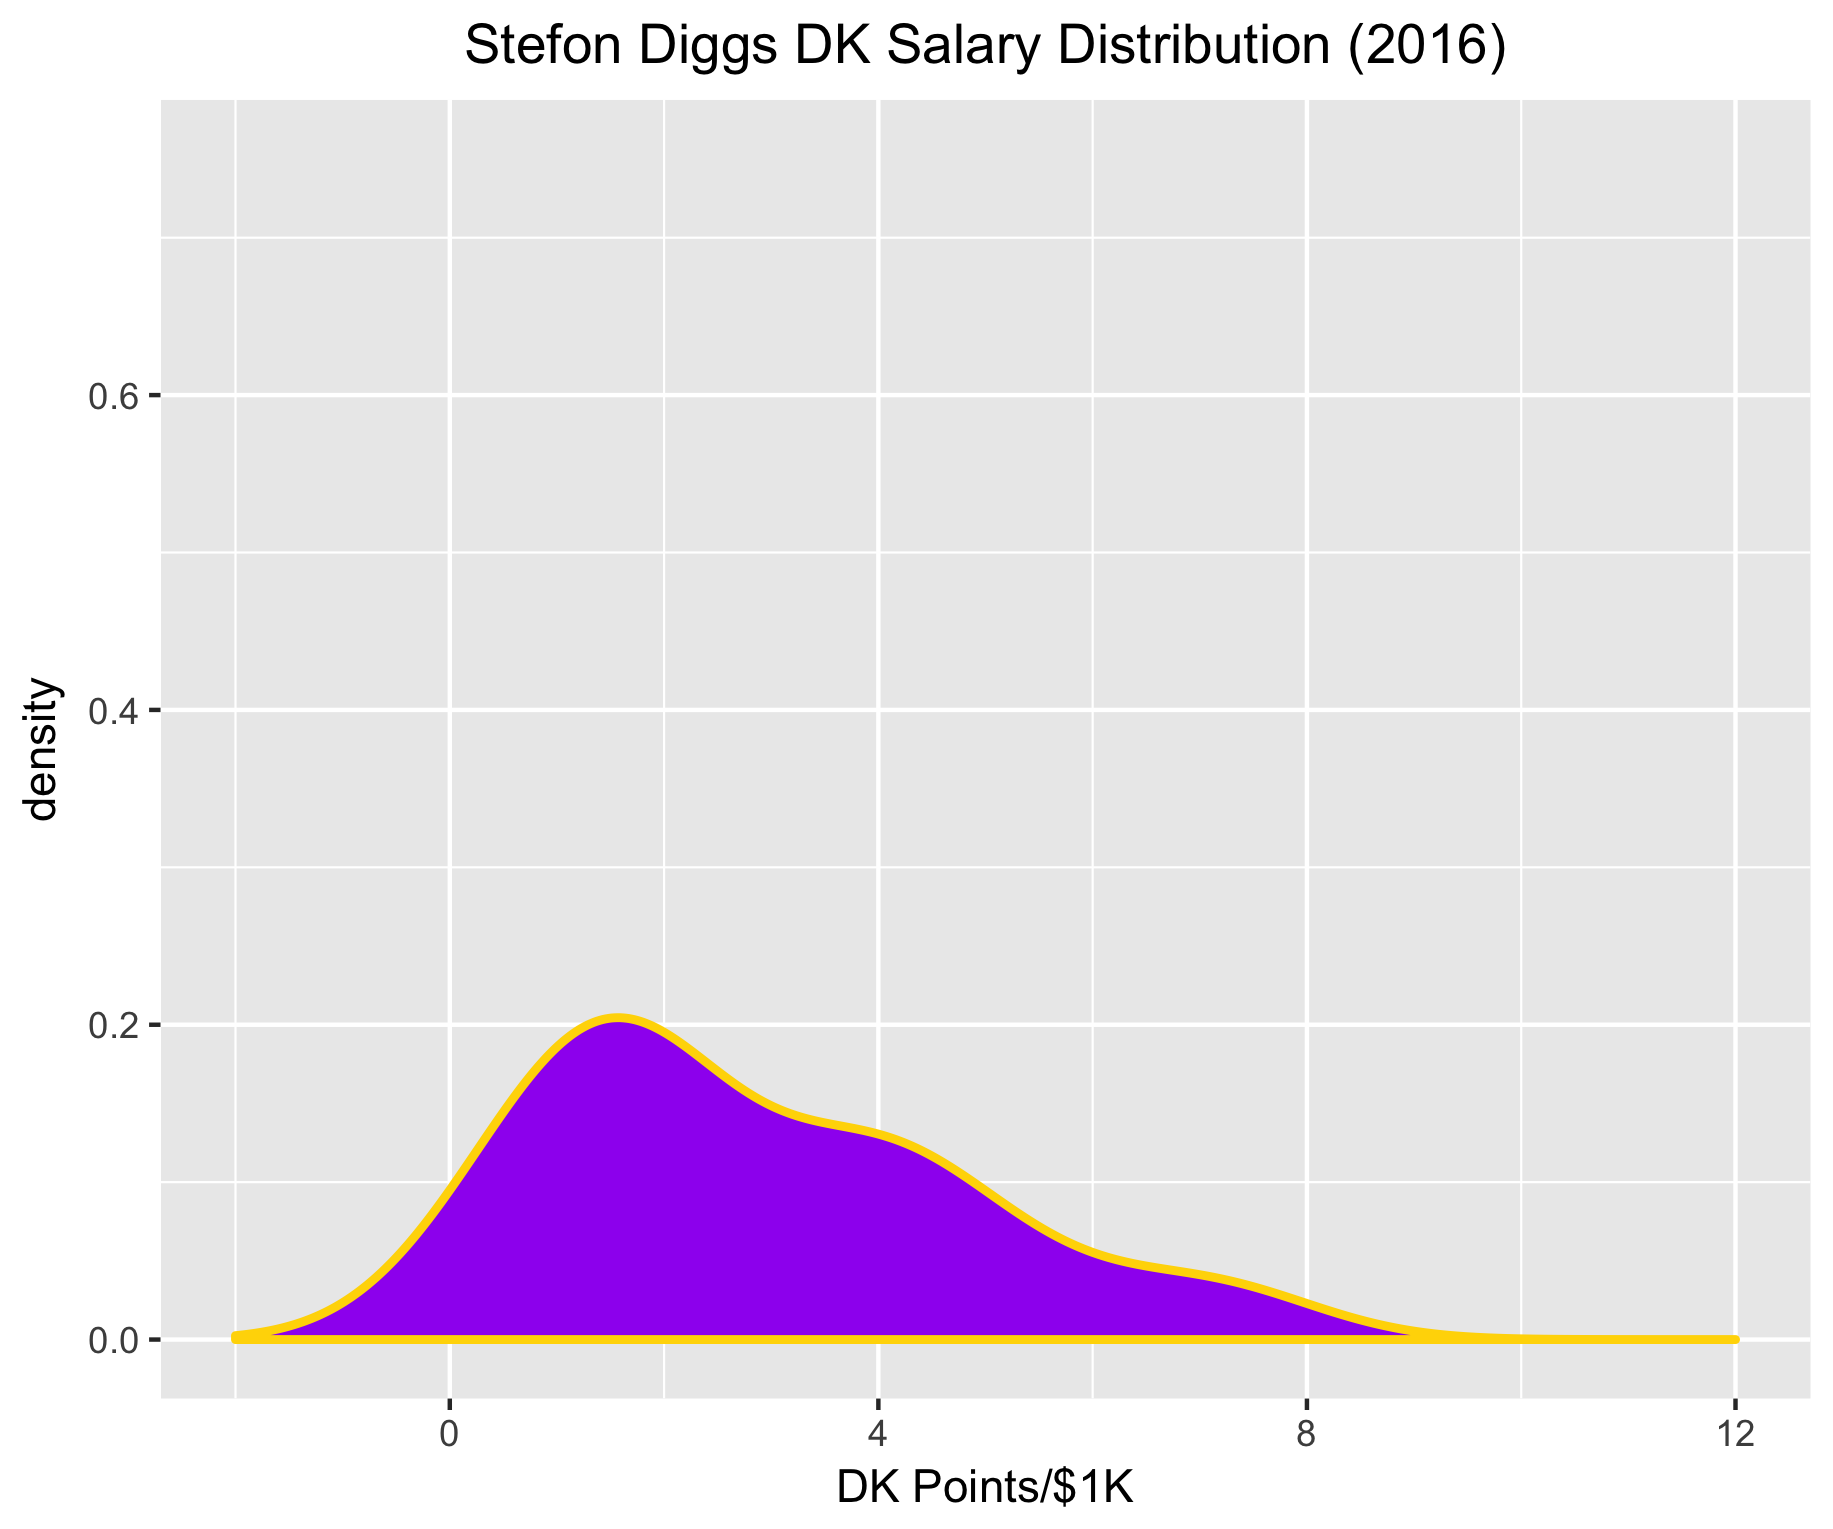 Stefon Diggs DK Salary Distribution (2016)
density
0.6
0.4
0.2
0.0
0 4 8 12
DK Points/$1K